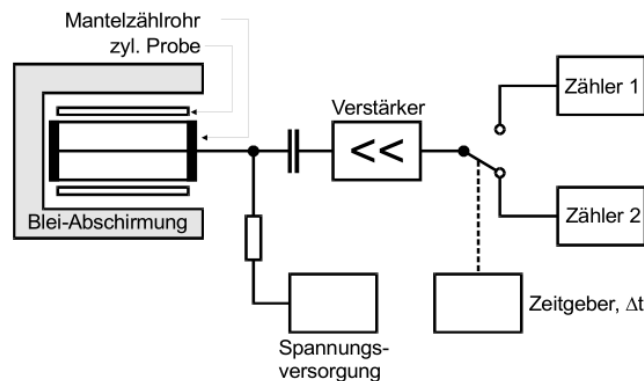 Mantelzählrohr
zyl. Probe
Verstärker
<<
Zähler 1
Zähler 2
Blei-Abschirmung
Zeitgeber, Δt
Spannungs-
versorgung